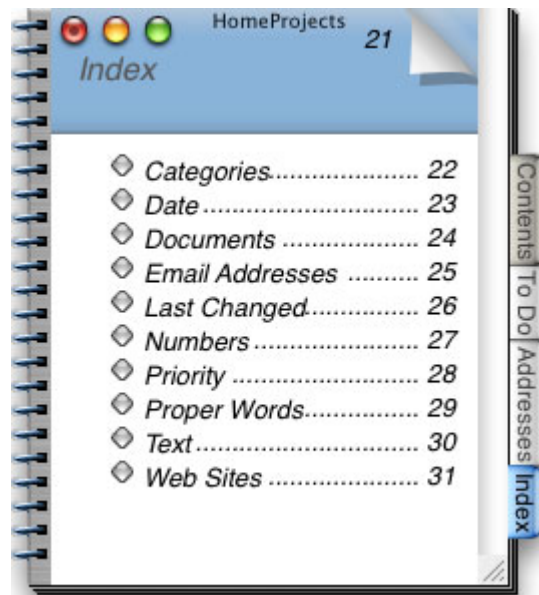 HomeProjects
21
Index
Categories..................... 22
Date ............................... 23
Documents .................... 24
Email Addresses .......... 25
Last Changed................ 26
Numbers ........................ 27
Priority ........................... 28
Proper Words................ 29
Text ................................ 30
Web Sites ...................... 31
Contents
To Do
Addresses
Index